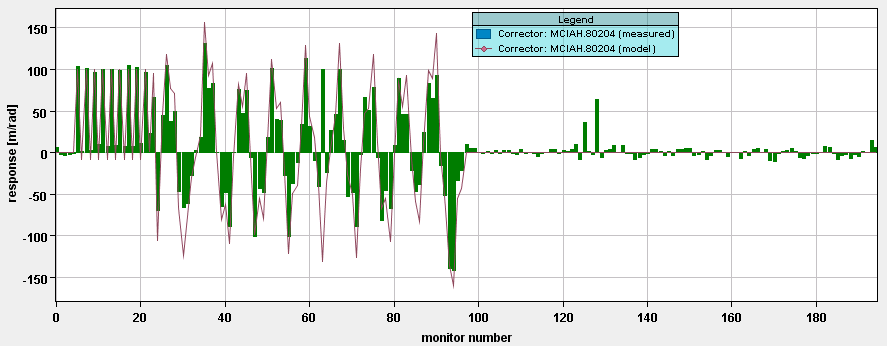 Legend
Corrector: MCIAH.80204 (measured)
Corrector: MCIAH.80204 (model)
response [m/rad]
150
100
50
0
-50
-100
-150
0 20 40 60 80 100 120 140 160 180
monitor number